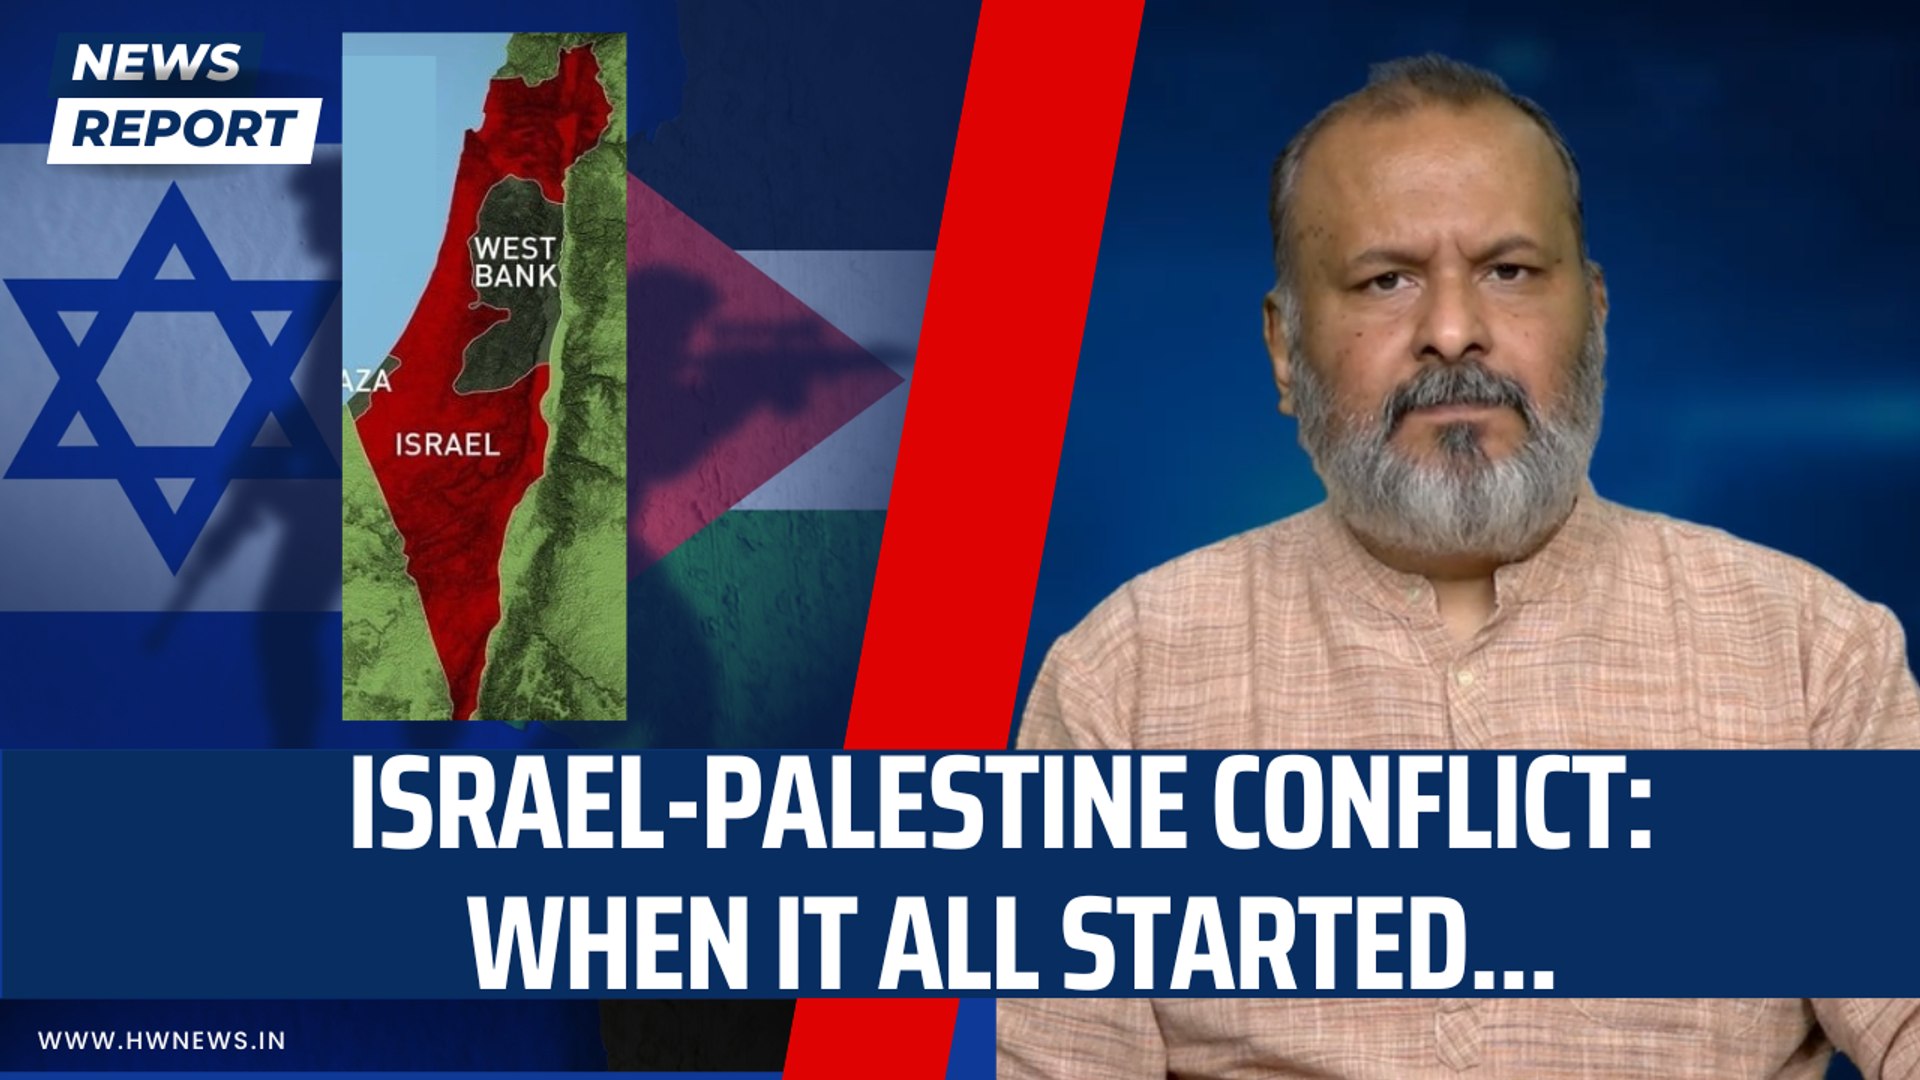 NEWS
REPORT
WEST
BANK
AZA
ISRAEL
ISRAEL-PALESTINE CONFLICT:
WHEN IT ALL STARTED...
WWW.HWNEWS.IN